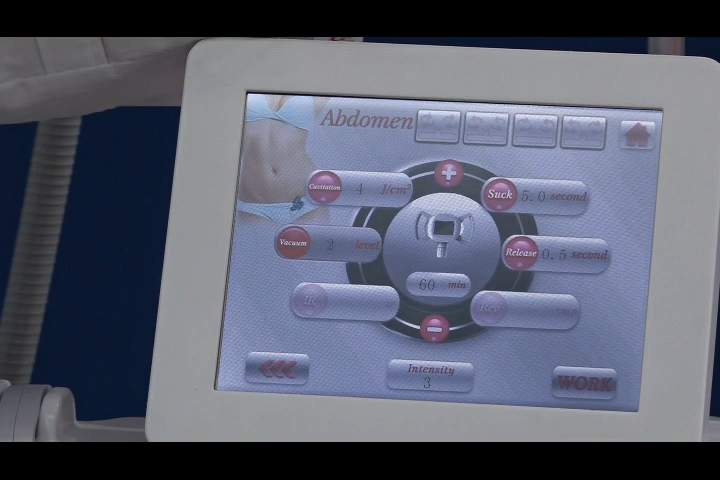 Abdomen
Cavitation 4 J/cm²
Suck 5.0 second
Vacuum 2 level
Release 0.5 second
60 min
Intensity
3
WORK